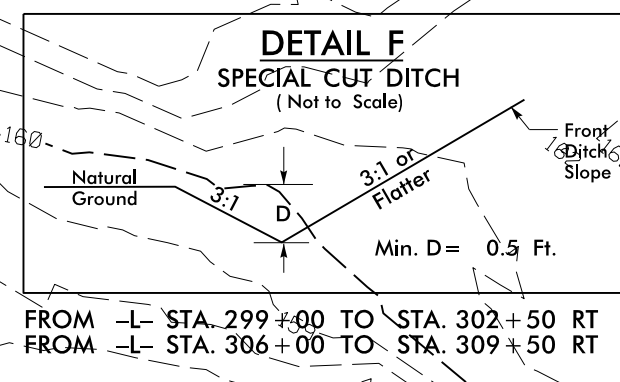 DETAIL F
SPECIAL CUT DITCH
( Not to Scale)
160
Natural
Ground
3:1
D
3:1 or
Flatter
Front
Ditch
Slope
Min. D = 0.5 Ft.
FROM -L- STA. 299+00 TO STA. 302+50 RT
FROM -L- STA. 306+00 TO STA. 309+50 RT